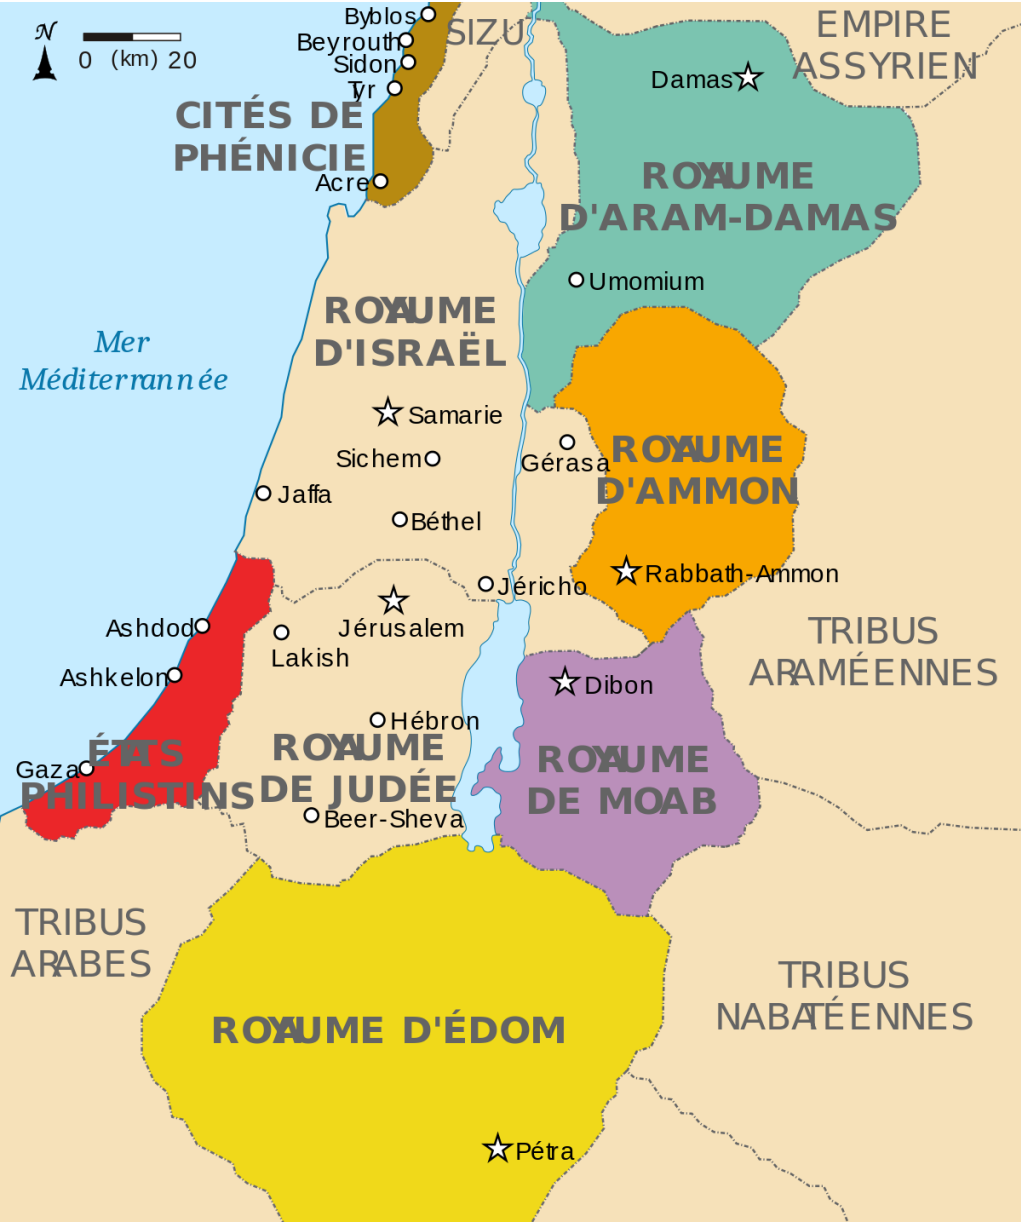 N
0 (km) 20
Byblos
Beyrouth
Sidon
Tyr
CITÉS DE
PHÉNICIE
Acre
SIZU
EMPIRE
ASSYRIEN
Damas
ROYAUME
D'ARAM-DAMAS
Umomium
ROYAUME
D'ISRAËL
Mer
Méditerrannée
Samarie
Sichem
Gérasa
ROYAUME
D'AMMON
Jaffa
Béthel
Rabbath-Ammon
Jéricho
Jérusalem
Ashdod
Lakish
Ashkelon
TRIBUS
ARAMÉENNES
Dibon
Hébron
ROYAUME
DE JUDÉE
ÉTATS
PHILISTINS
Gaza
ROYAUME
DE MOAB
Beer-Sheva
TRIBUS
ARABES
TRIBUS
NABATÉENNES
ROYAUME D'ÉDOM
Pétra